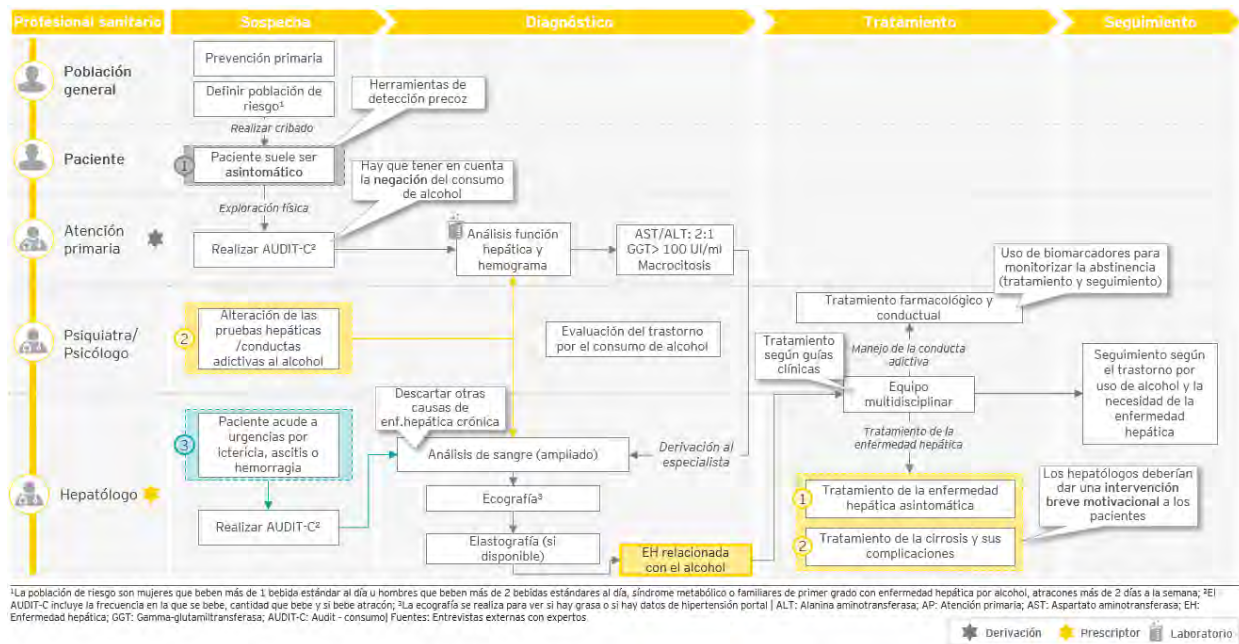 Profesional sanitario
Sospecha
Diagnóstico
Tratamiento
Seguimiento
Población
general
Prevención primaria
Definir población de
riesgo¹
Herramientas de
detección precoz
Realizar cribado
Paciente
1
Paciente suele ser
asintomático
Hay que tener en cuenta
la negación del consumo
de alcohol
Exploración física
Atención
primaria
Realizar AUDIT-C²
Análisis función
hepática y
hemograma
AST/ALT: 2:1
GGT> 100 UI/ml
Macrocitosis
Uso de biomarcadores para
monitorizar la abstinencia
(tratamiento y seguimiento)
Psiquiatra/
Psicólogo
2
Alteración de las
pruebas hepáticas
/conductas
adictivas al alcohol
Evaluación del trastorno
por el consumo de alcohol
Tratamiento farmacológico y
conductual
Tratamiento
según guías
clínicas
Manejo de la conducta
adictiva
Equipo
multidisciplinar
Seguimiento según
el trastorno por
uso de alcohol y la
necesidad de la
enfermedad
hepática
Tratamiento de la
enfermedad hepática
Hepatólogo
3
Paciente acude a
urgencias por
ictericia, ascitis o
hemorragia
Realizar AUDIT-C²
Descartar otras
causas de
enf.hepática crónica
Análisis de sangre (ampliado)
Derivación al
especialista
Ecografía³
Elastografía (si
disponible)
EH relacionada
con el alcohol
1
Tratamiento de la enfermedad
hepática asintomática
2
Tratamiento de la cirrosis y sus
complicaciones
Los hepatólogos deberían
dar una intervención
breve motivacional a los
pacientes
¹La población de riesgo son mujeres que beben más de 1 bebida estándar al día u hombres que beben más de 2 bebidas estándares al día, síndrome metabólico o familiares de primer grado con enfermedad hepática por alcohol, atracones más de 2 días a la semana; ²El
AUDIT-C incluye la frecuencia en la que se bebe, cantidad que bebe y si bebe atracón; ³La ecografía se realiza para ver si hay grasa o si hay datos de hipertensión portal | ALT: Alanina aminotransferasa; AP: Atención primaria; AST: Aspartato aminotransferasa; EH:
Enfermedad hepática; GGT: Gamma-glutamiltransferasa; AUDIT-C: Audit - consumo| Fuentes: Entrevistas externas con expertos
Derivación
Prescriptor
Laboratorio